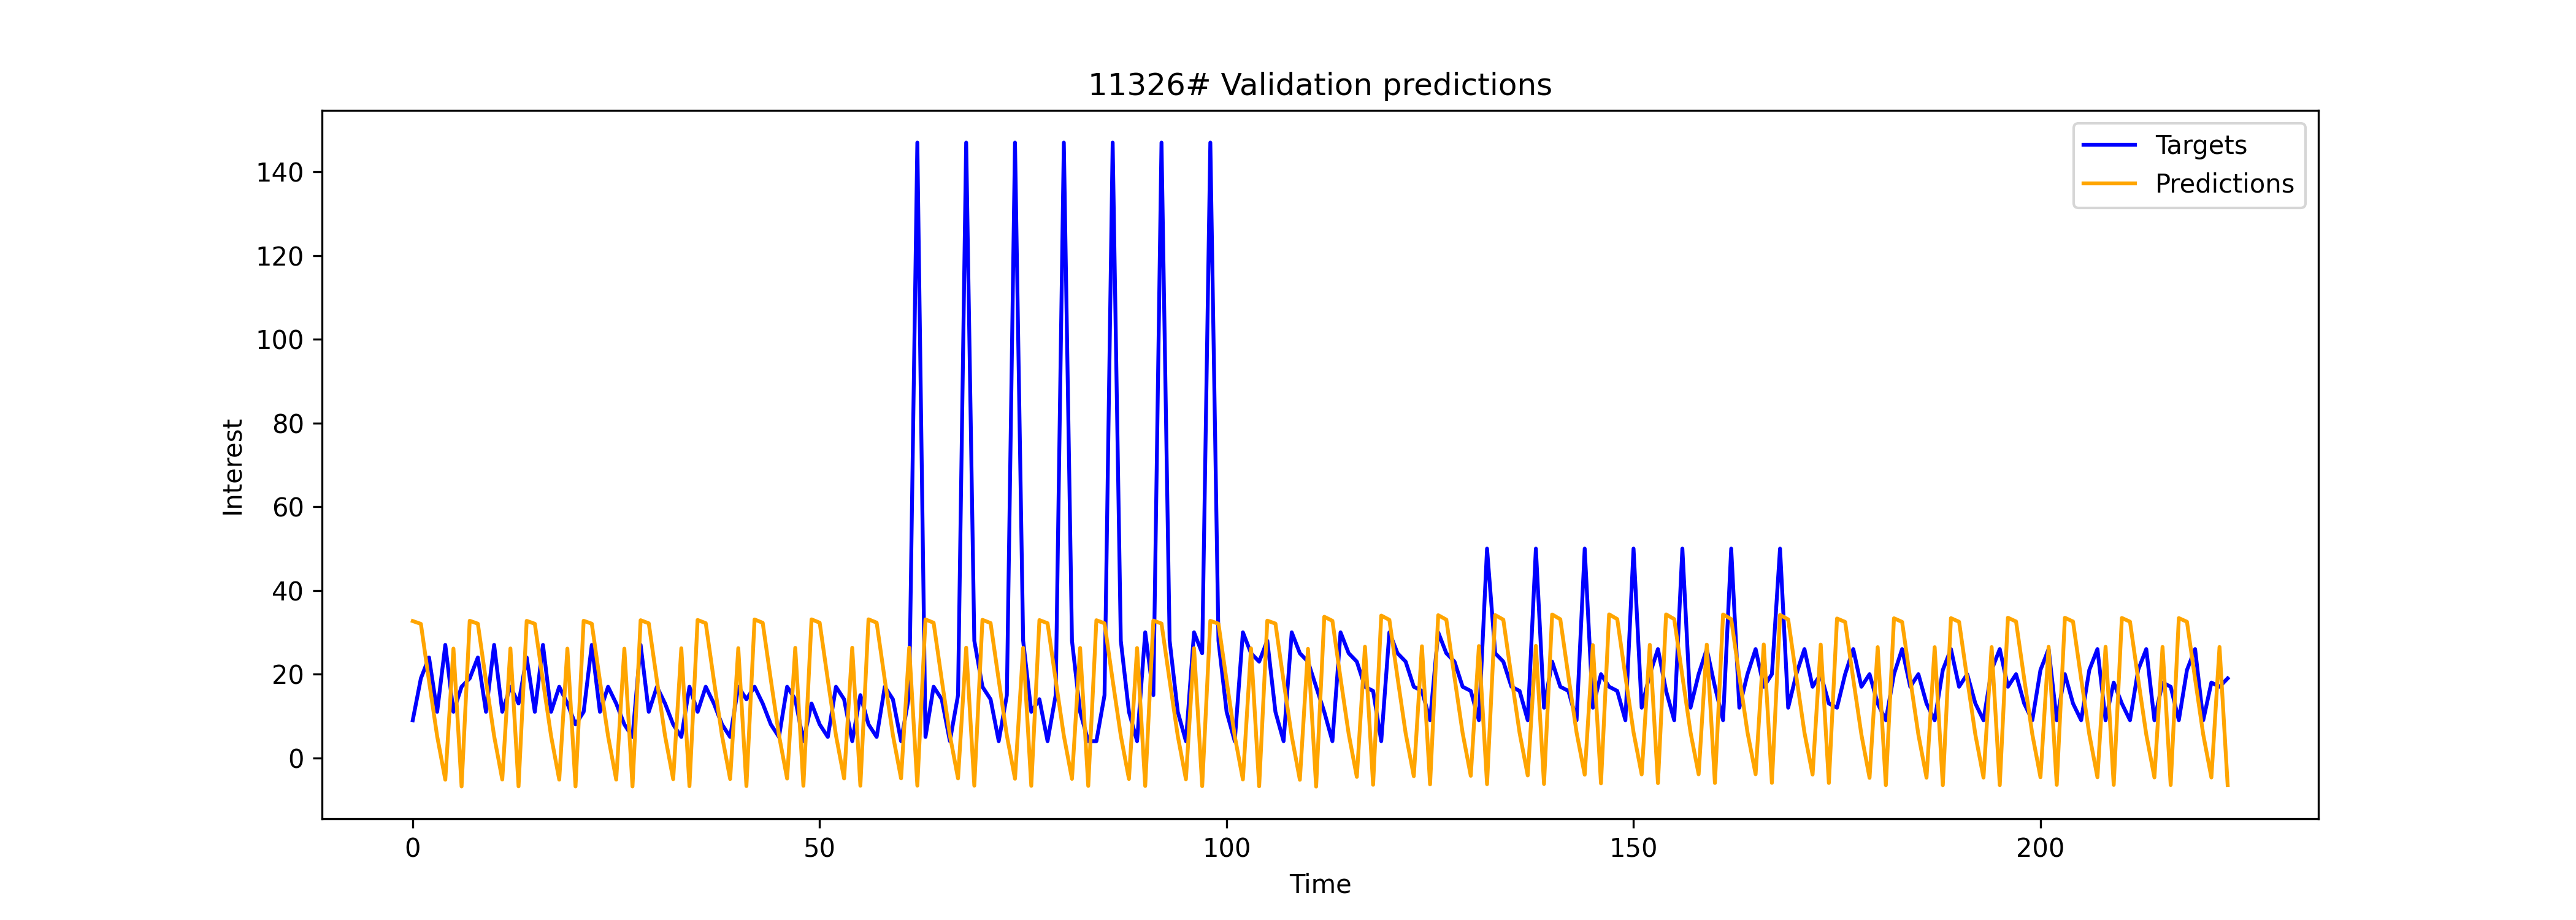 11326# Validation predictions
Targets
Predictions
Interest
140
120
100
80
60
40
20
0
0 50 100 150 200
Time